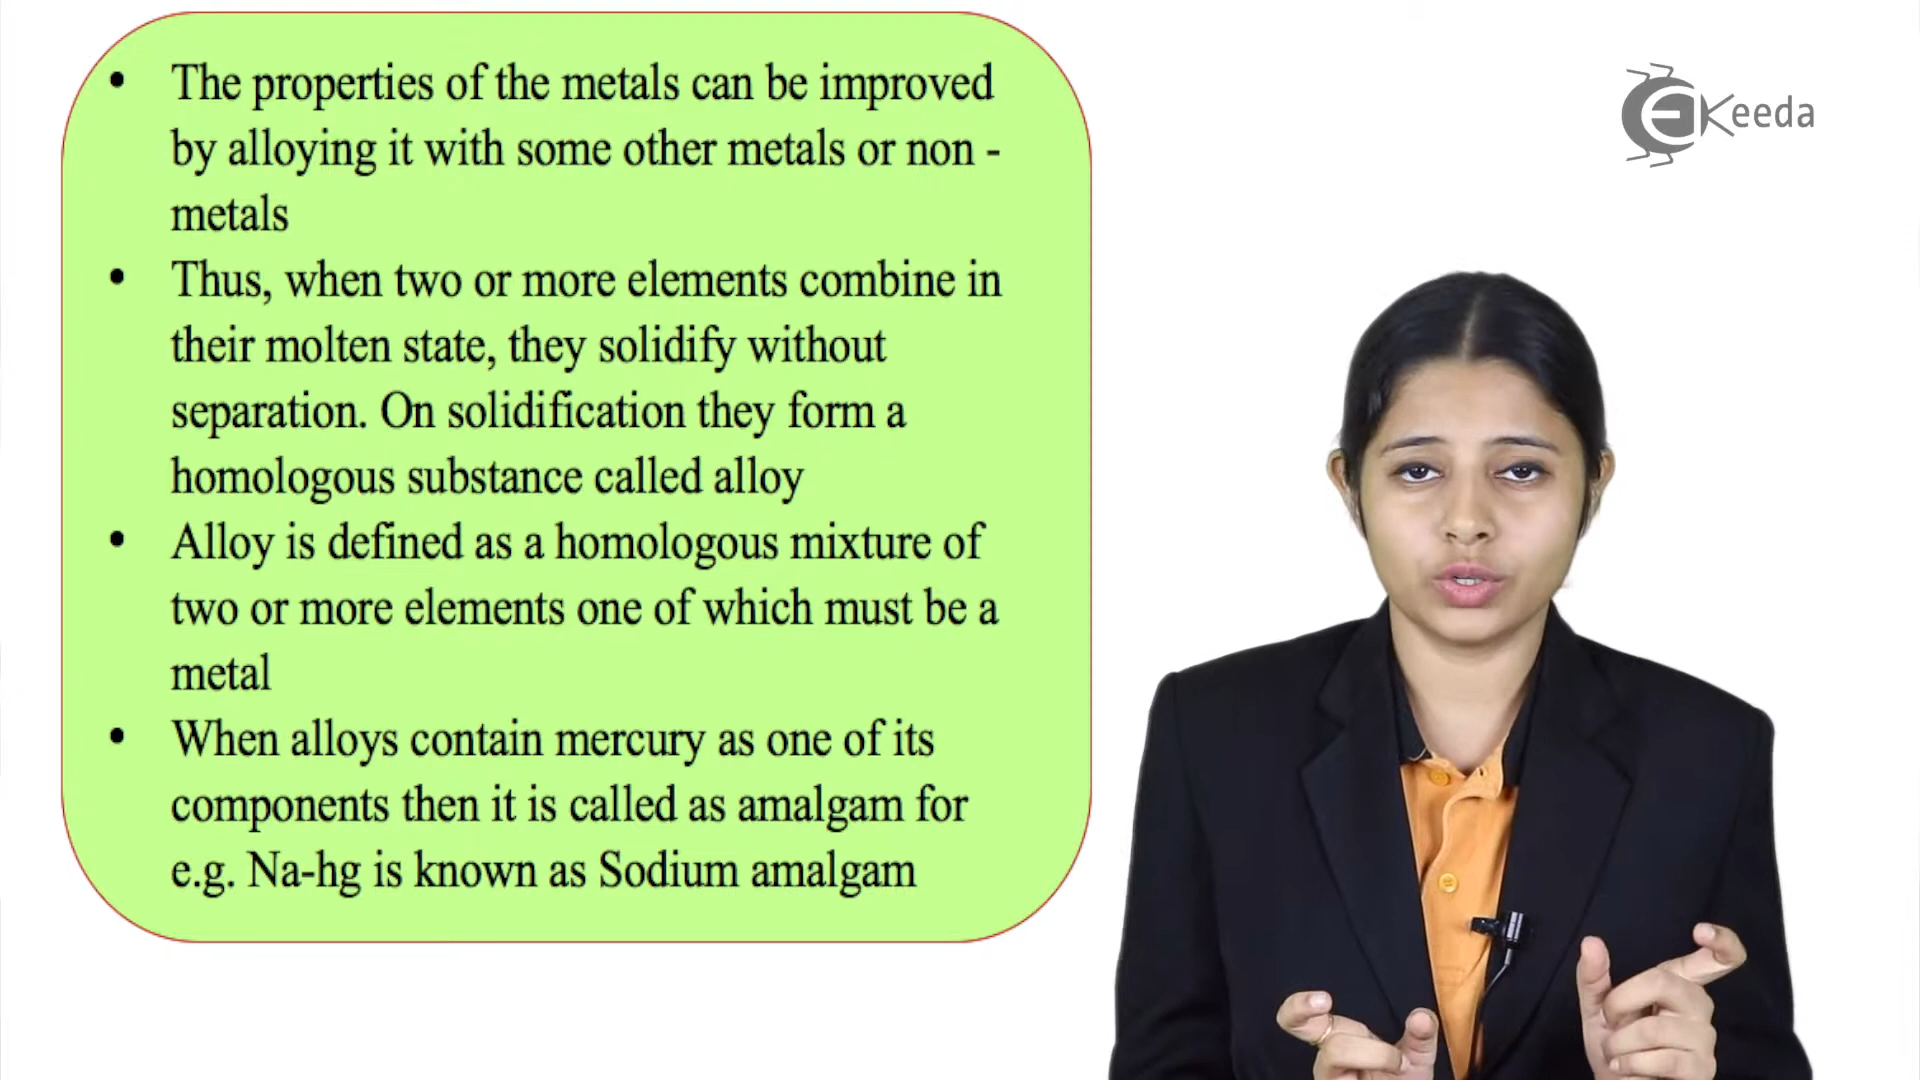 • The properties of the metals can be improved
by alloying it with some other metals or non -
metals
• Thus, when two or more elements combine in
their molten state, they solidify without
separation. On solidification they form a
homologous substance called alloy
• Alloy is defined as a homologous mixture of
two or more elements one of which must be a
metal
• When alloys contain mercury as one of its
components then it is called as amalgam for
e.g. Na-hg is known as Sodium amalgam
EKeeda